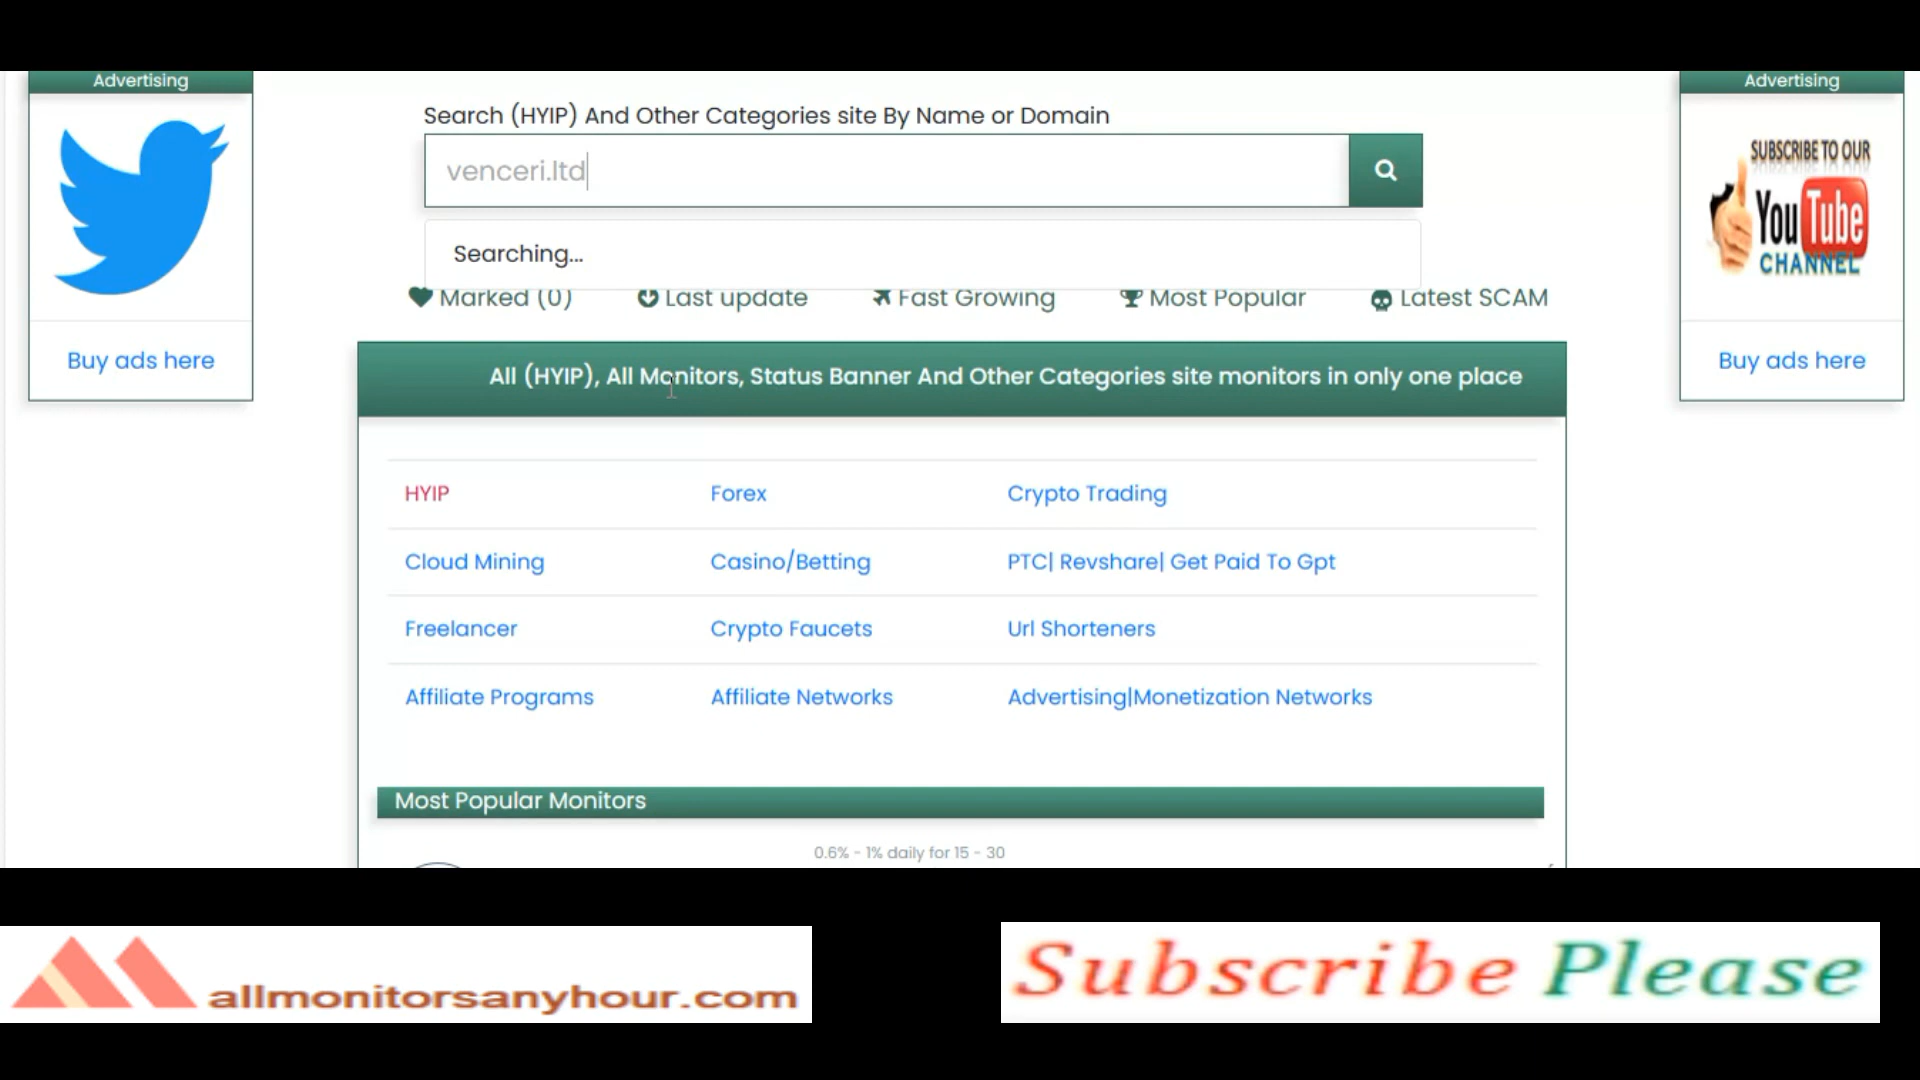 Advertising
Buy ads here
Search (HYIP) And Other Categories site By Name or Domain
venceri.ltd
Searching...
Marked (0) Last update Fast Growing Most Popular Latest SCAM
All (HYIP), All Monitors, Status Banner And Other Categories site monitors in only one place
HYIP Forex Crypto Trading
Cloud Mining Casino/Betting PTC| Revshare| Get Paid To Gpt
Freelancer Crypto Faucets Url Shorteners
Affiliate Programs Affiliate Networks Advertising|Monetization Networks
Most Popular Monitors
0.6% - 1% daily for 15 - 30
Advertising
SUBSCRIBE TO OUR
YouTube
CHANNEL
Buy ads here
allmonitorsanyhour.com
Subscribe Please